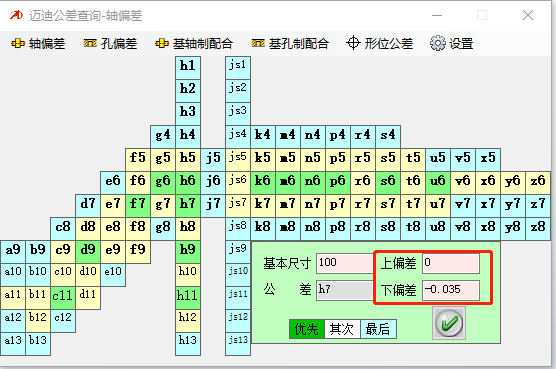 迈迪公差查询-轴偏差
轴偏差 孔偏差 基轴制配合 基孔制配合 形位公差 设置
h1 js1
h2 js2
h3 js3
g4 h4 js4 k4 m4 n4 p4 r4 s4
f5 g5 h5 j5 js5 k5 m5 n5 p5 r5 s5 t5 u5 v5 x5
e6 f6 g6 h6 j6 js6 k6 m6 n6 p6 r6 s6 t6 u6 v6 x6 y6 z6
d7 e7 f7 g7 h7 j7 js7 k7 m7 n7 p7 r7 s7 t7 u7 v7 x7 y7 z7
c8 d8 e8 f8 g8 h8 js8 k8 m8 n8 p8 r8 s8 t8 u8 v8 x8 y8 z8
a9 b9 c9 d9 e9 f9 h9 js9
a10 b10 c10 d10 e10 h10 js10
a11 b11 c11 d11 h11 js11
a12 b12 c12 h12 js12
a13 b13 h13 js13
基本尺寸 100 上偏差 0
公 差 h7 下偏差 -0.035
优先 其次 最后